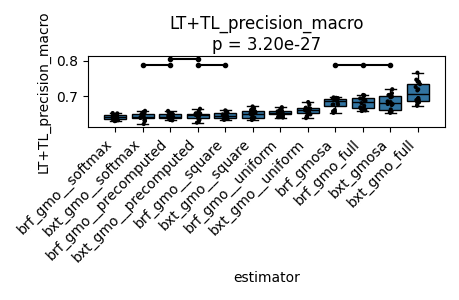 LT+TL_precision_macro
p = 3.20e-27
LT+TL_precision_macro
0.8
0.7
brf_gmo__softmax
bxt_gmo__softmax
brf_gmo__precomputed
bxt_gmo__precomputed
brf_gmo__square
bxt_gmo__square
brf_gmo__uniform
bxt_gmo__uniform
brf_gmosa
brf_gmo_full
bxt_gmosa
bxt_gmo_full
estimator